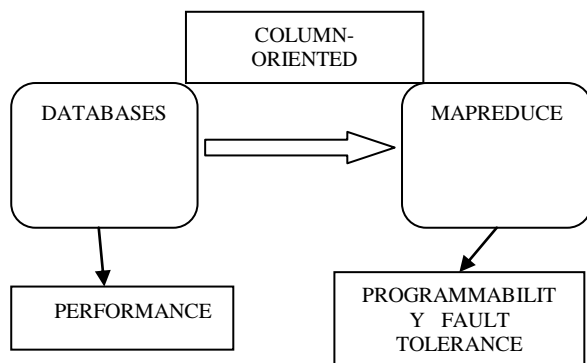 COLUMN-
ORIENTED
DATABASES
MAPREDUCE
PERFORMANCE
PROGRAMMABILIT
Y FAULT
TOLERANCE